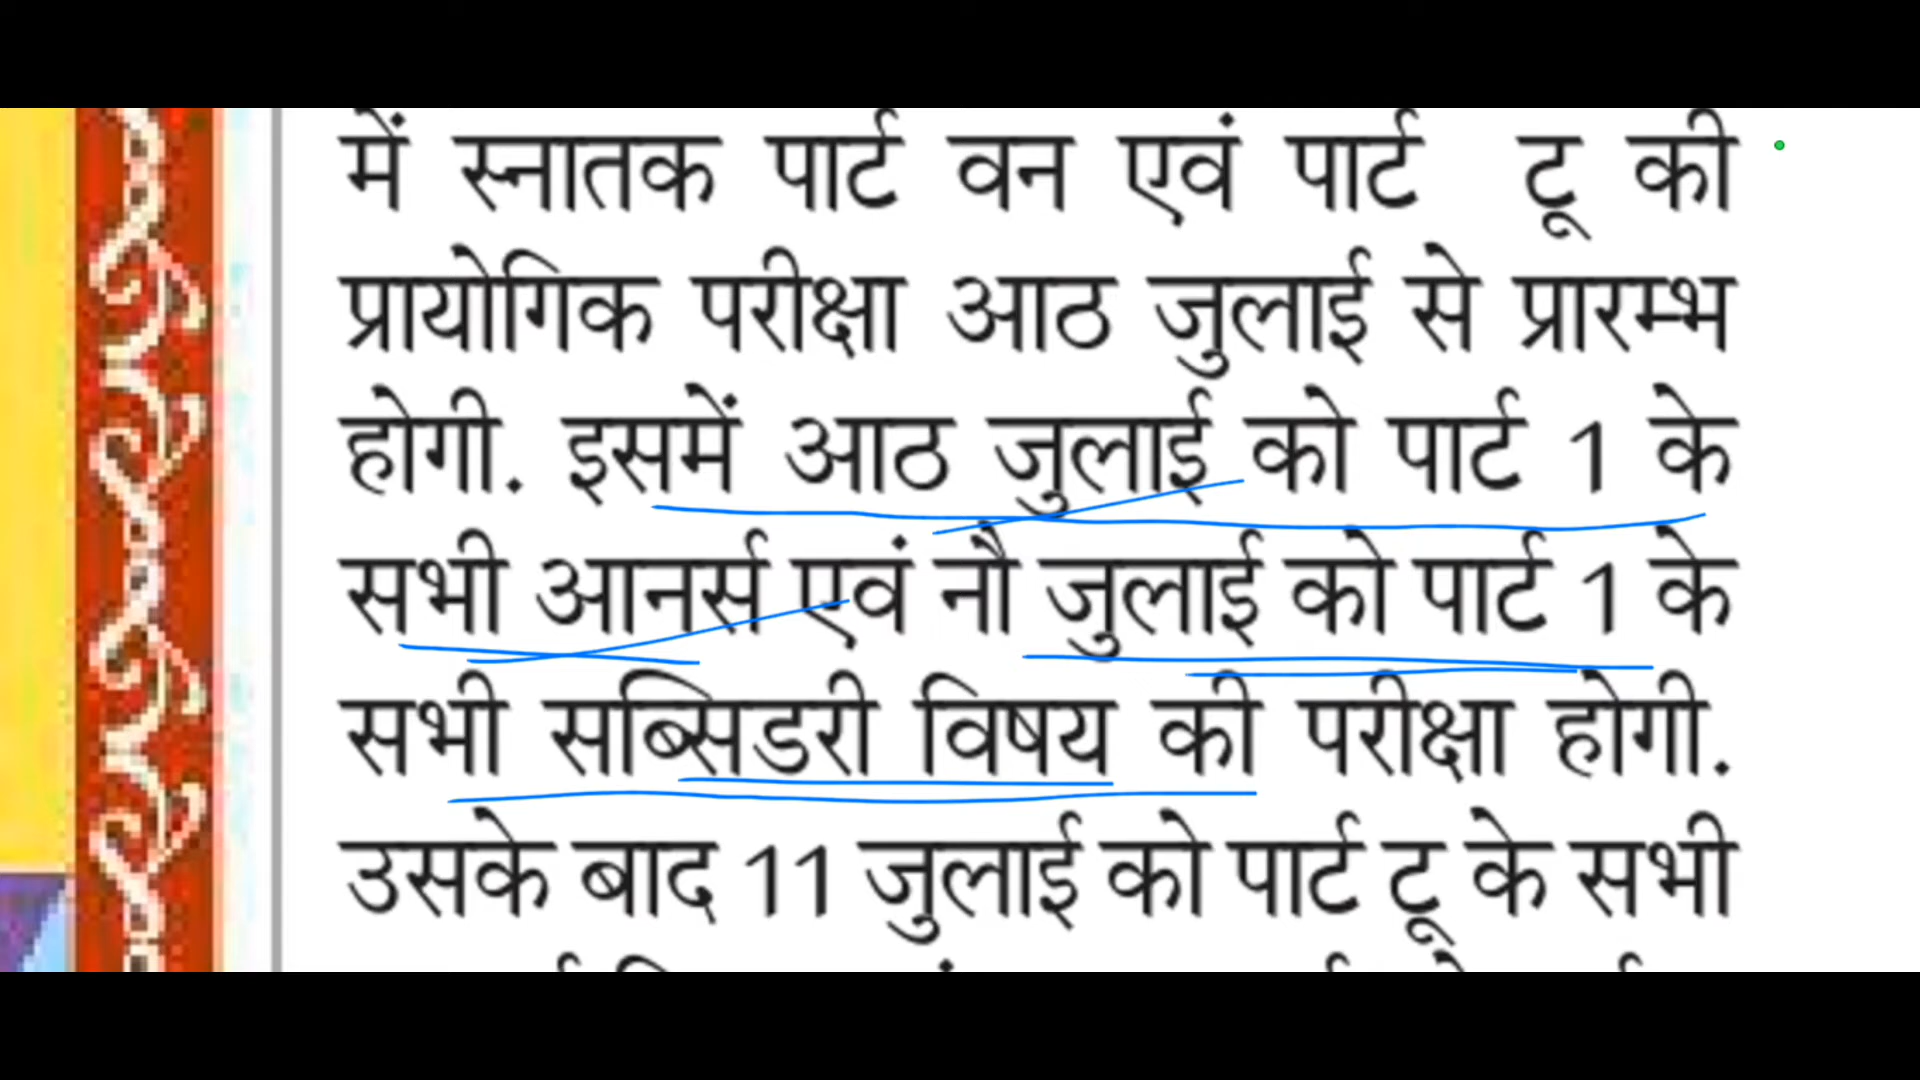 में स्नातक पार्ट वन एवं पार्ट टू की
प्रायोगिक परीक्षा आठ जुलाई से प्रारम्भ
होगी. इसमें आठ जुलाई को पार्ट 1 के
सभी आनर्स एवं नौ जुलाई को पार्ट 1 के
सभी सब्सिडरी विषय की परीक्षा होगी.
उसके बाद 11 जुलाई को पार्ट टू के सभी